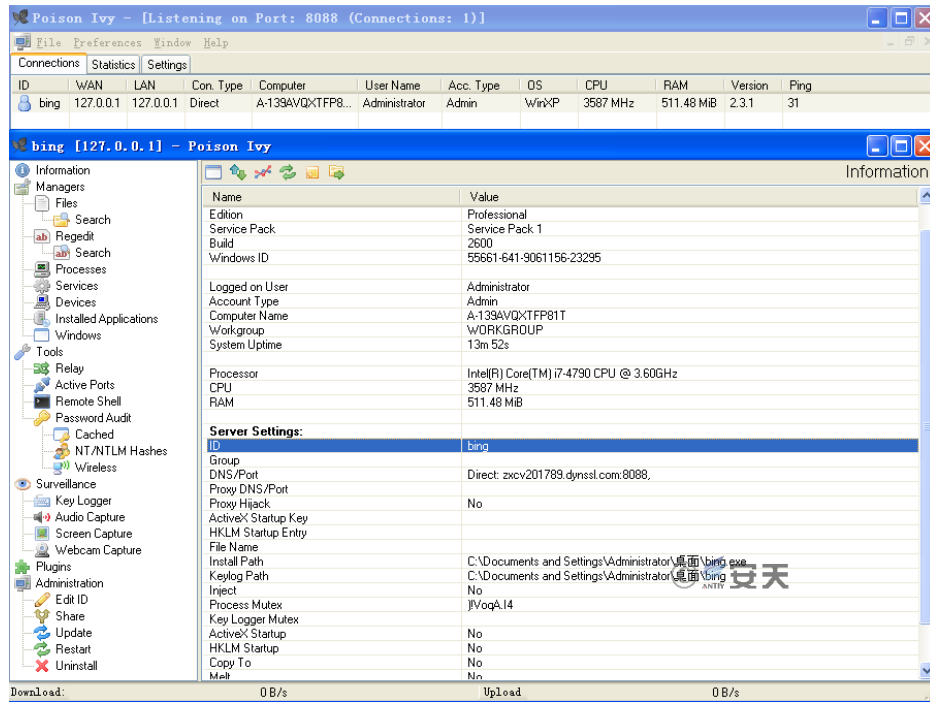 Poison Ivy - [Listening on Port: 8088 (Connections: 1)]
File Preferences Window Help
Connections Statistics Settings
ID WAN LAN Con. Type Computer User Name Acc. Type OS CPU RAM Version Ping
bing 127.0.0.1 127.0.0.1 Direct A-139AVQXTFP8... Administrator Admin WinXP 3587 MHz 511.48 MiB 2.3.1 31
bing [127.0.0.1] - Poison Ivy
Information
Managers
Files
Search
Regedit
Search
Processes
Services
Devices
Installed Applications
Windows
Tools
Relay
Active Ports
Remote Shell
Password Audit
Cached
NT/NTLM Hashes
Wireless
Surveillance
Key Logger
Audio Capture
Screen Capture
Webcam Capture
Plugins
Administration
Edit ID
Share
Update
Restart
Uninstall
Information
Name Value
Edition Professional
Service Pack Service Pack 1
Build 2600
Windows ID 55661-641-9061156-23295
Logged on User Administrator
Account Type Admin
Computer Name A-139AVQXTFP81T
Workgroup WORKGROUP
System Uptime 13m 52s
Processor Intel(R) Core(TM) i7-4790 CPU @ 3.60GHz
CPU 3587 MHz
RAM 511.48 MiB
Server Settings:
ID bing
Group
DNS/Port Direct: zxcv201789.dynssl.com:8088,
Proxy DNS/Port
Proxy Hijack No
ActiveX Startup Key
HKLM Startup Entry
File Name
Install Path C:\Documents and Settings\Administrator\桌面\bing.exe
Keylog Path C:\Documents and Settings\Administrator\桌面\bing
Inject No
Process Mutex )!VoqA.I4
Key Logger Mutex
ActiveX Startup No
HKLM Startup No
Copy To No
Melt No
ANTIY 安天
Download: 0 B/s Upload 0 B/s